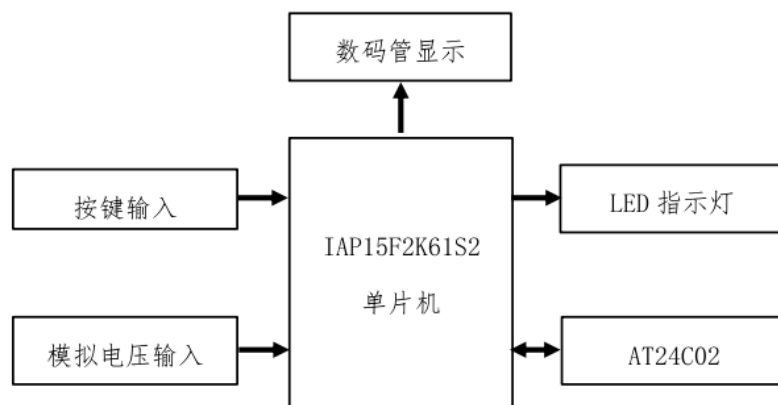 数码管显示
按键输入
IAP15F2K61S2
单片机
LED 指示灯
模拟电压输入
AT24C02